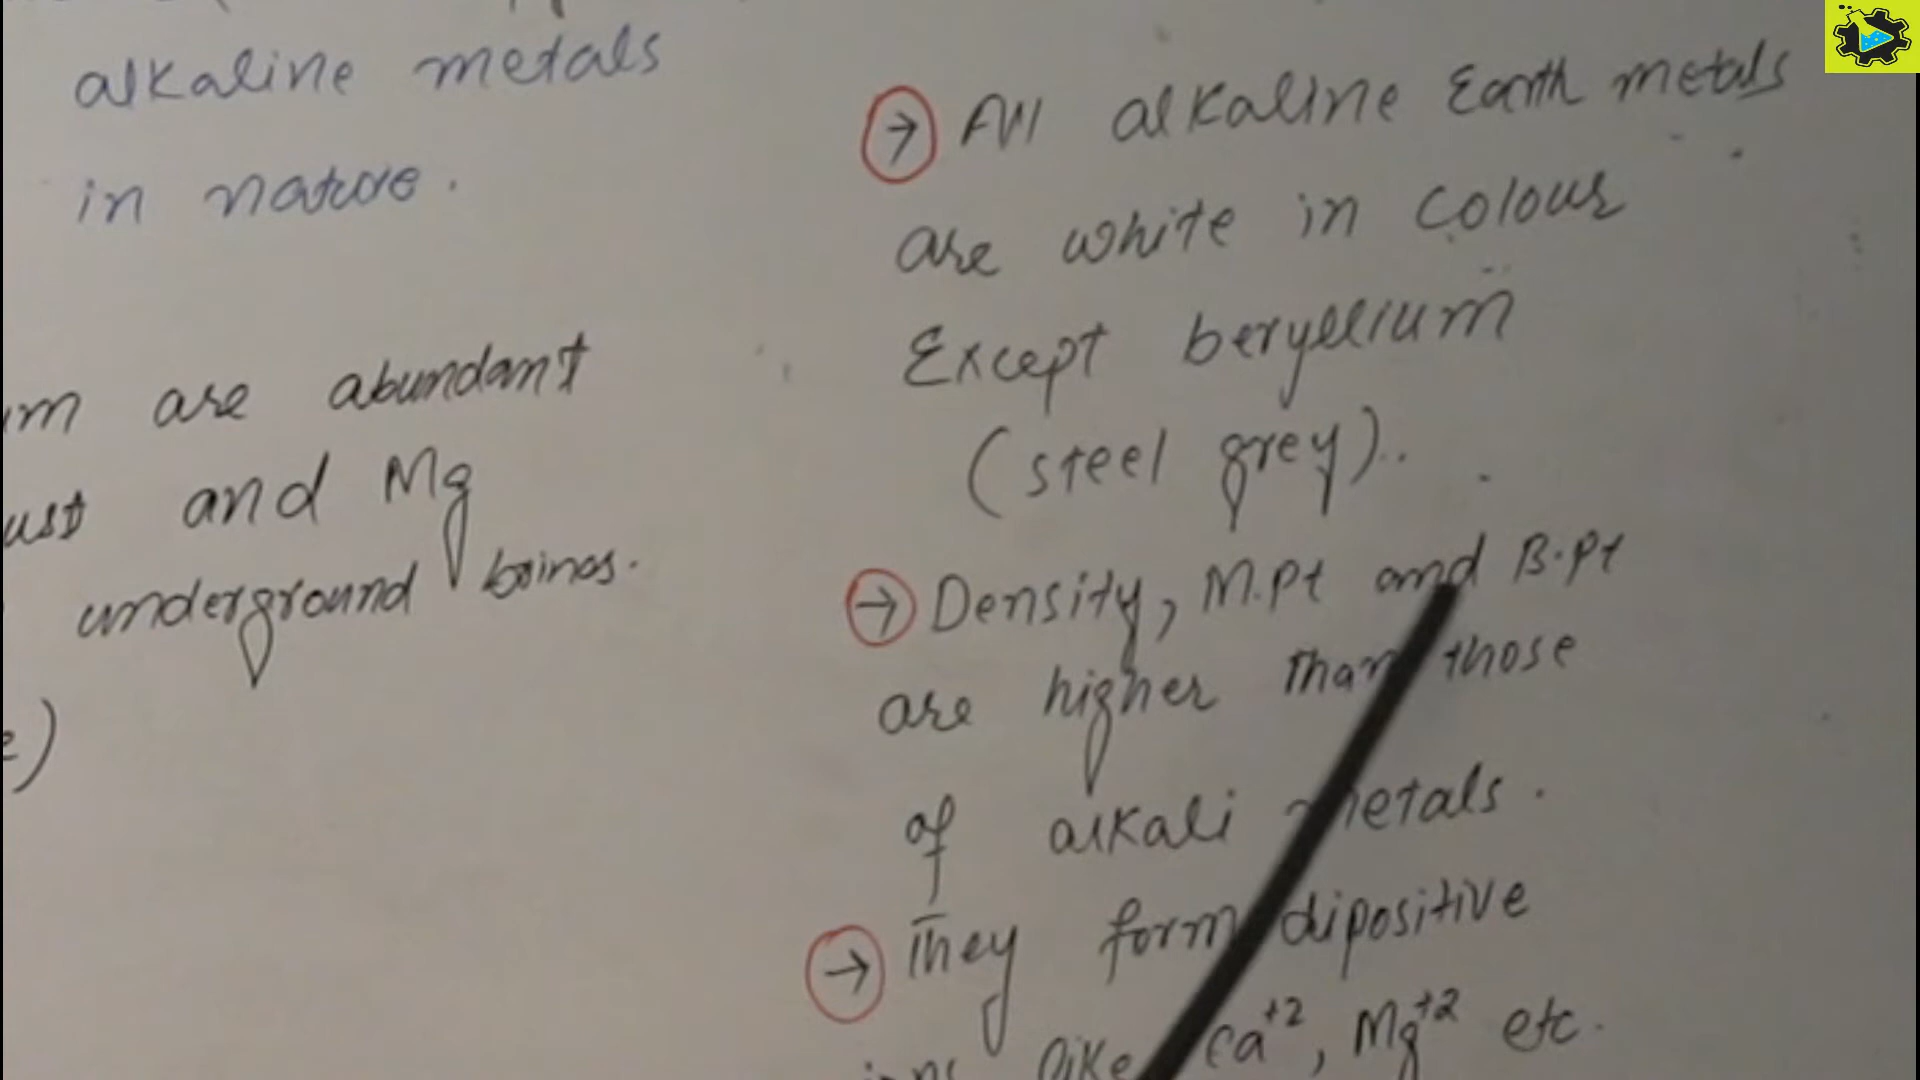 alkaline metals
in nature.
um are abundant
ust and Mg
underground brines.
e)
→ All alkaline Earth metals
are white in colour
Except beryllium
(steel grey).
→ Density, M.Pt and B.Pt
are higher than those
of alkali metals.
→ They form dipositive
ions like Ca+2, Mg+2 etc.